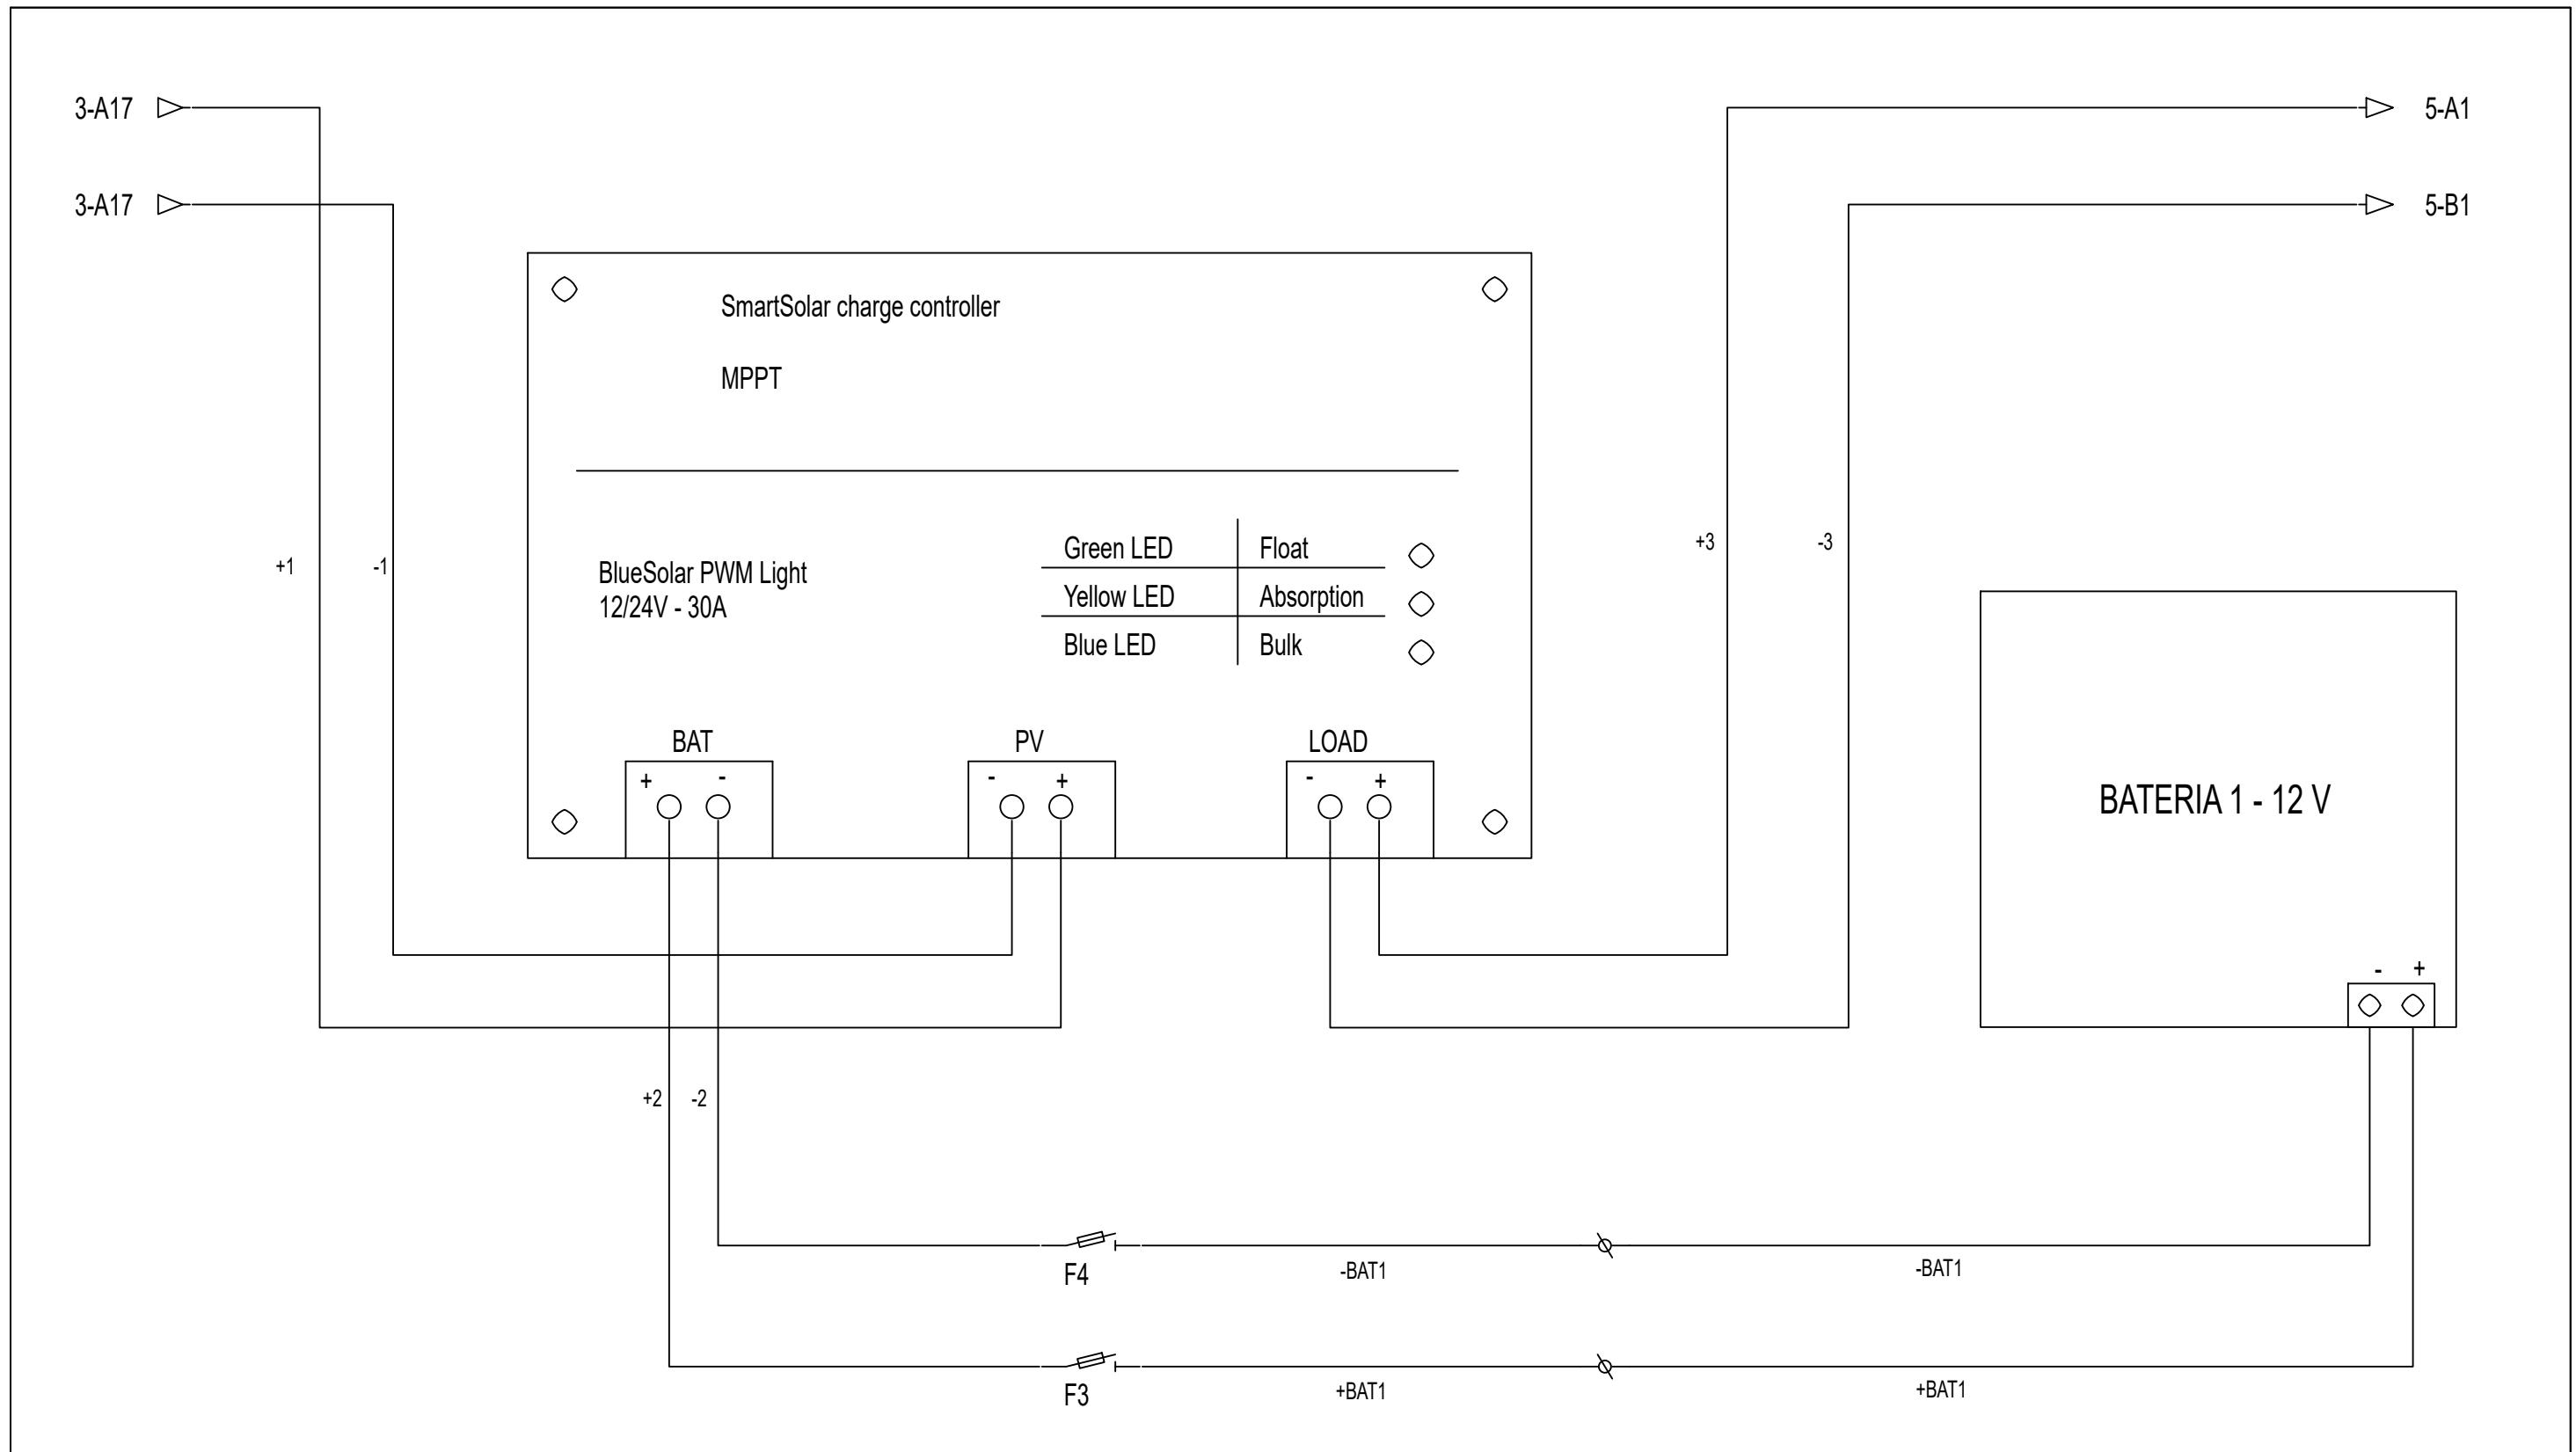 3-A17
5-A1
3-A17
5-B1
SmartSolar charge controller
MPPT
+1
-1
BlueSolar PWM Light
12/24V - 30A
Green LED Float
Yellow LED Absorption
Blue LED Bulk
+3
-3
BAT
+ -
PV
- +
LOAD
- +
BATERIA 1 - 12 V
- +
+2
-2
F4
-BAT1
-BAT1
F3
+BAT1
+BAT1